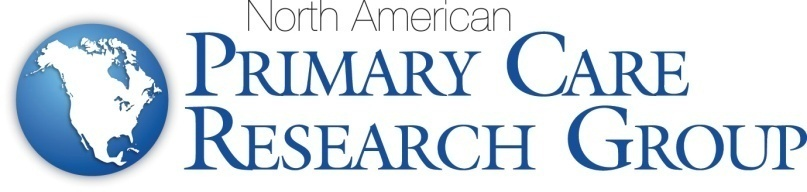 North American
PRIMARY CARE
RESEARCH GROUP